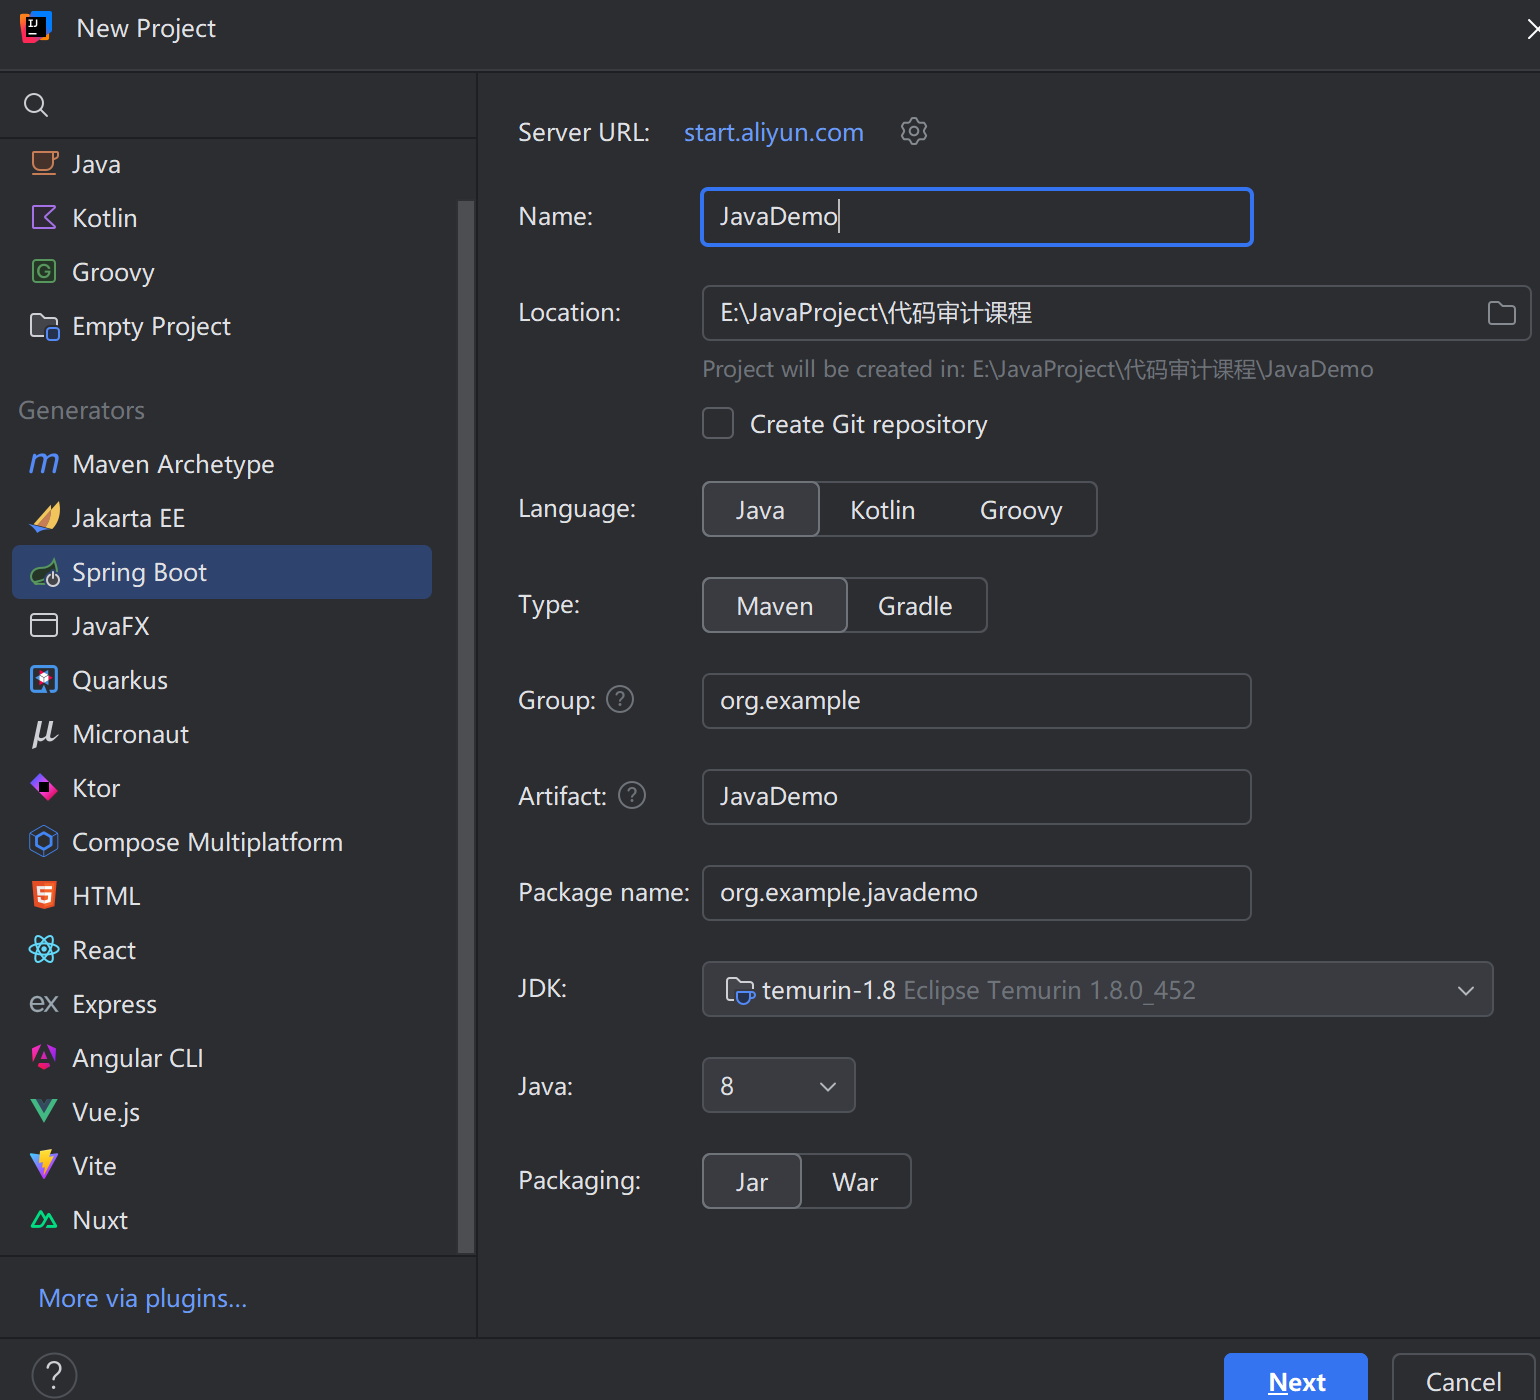 New Project
Java
Kotlin
Groovy
Empty Project
Generators
Maven Archetype
Jakarta EE
Spring Boot
JavaFX
Quarkus
Micronaut
Ktor
Compose Multiplatform
HTML
React
Express
Angular CLI
Vue.js
Vite
Nuxt
More via plugins...
Server URL: start.aliyun.com
Name: JavaDemo
Location: E:\JavaProject\代码审计课程
Project will be created in: E:\JavaProject\代码审计课程\JavaDemo
Create Git repository
Language: Java Kotlin Groovy
Type: Maven Gradle
Group: ? org.example
Artifact: ? JavaDemo
Package name: org.example.javademo
JDK: temurin-1.8 Eclipse Temurin 1.8.0_452
Java: 8
Packaging: Jar War
? Next Cancel